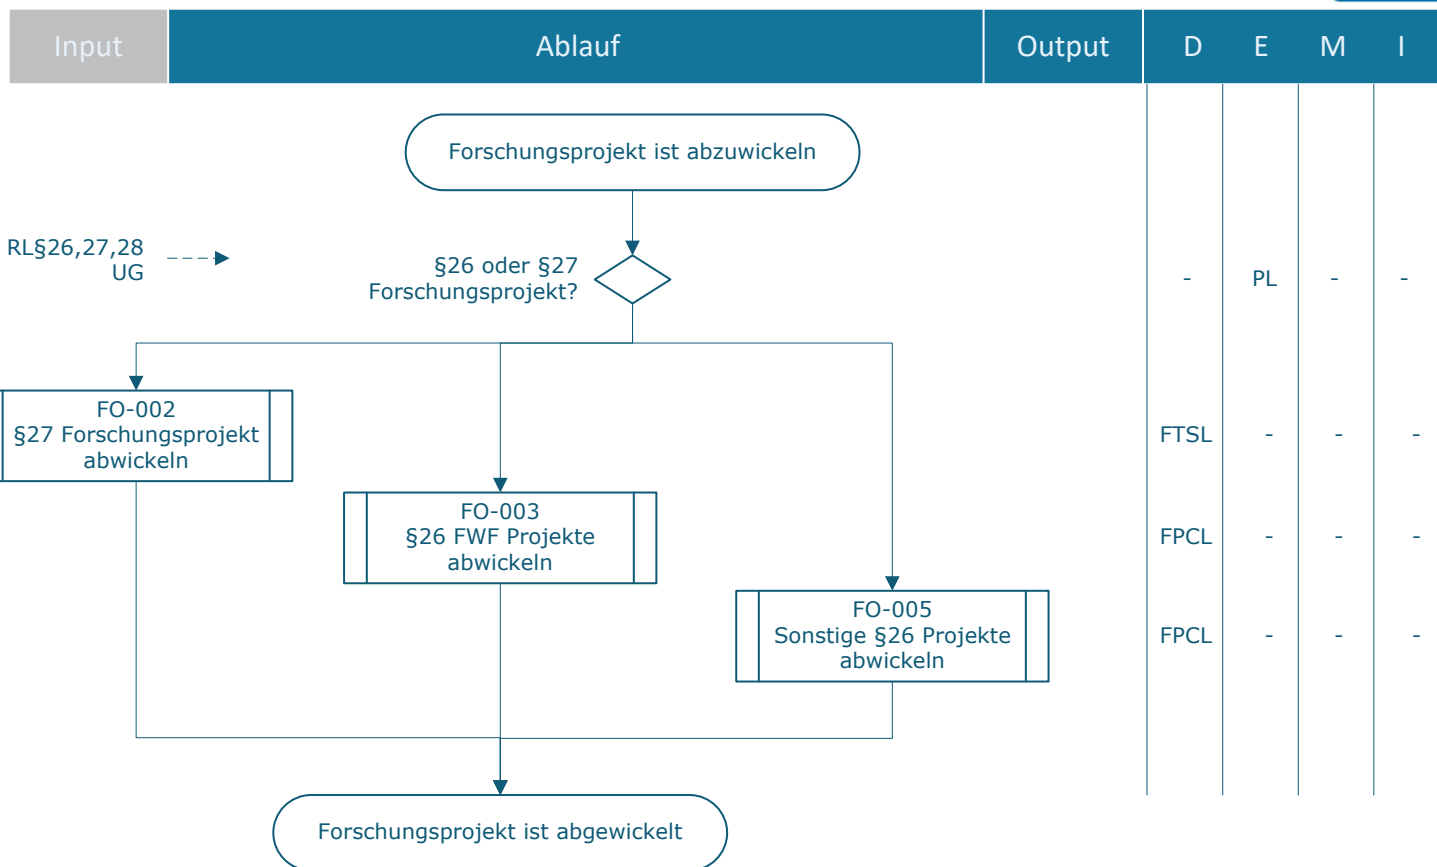 Input Ablauf Output D E M I
Forschungsprojekt ist abzuwickeln
RL§26,27,28
UG
§26 oder §27
Forschungsprojekt?
- PL - -
FO-002
§27 Forschungsprojekt
abwickeln
FTSL - - -
FO-003
§26 FWF Projekte
abwickeln
FPCL - - -
FO-005
Sonstige §26 Projekte
abwickeln
FPCL - - -
Forschungsprojekt ist abgewickelt